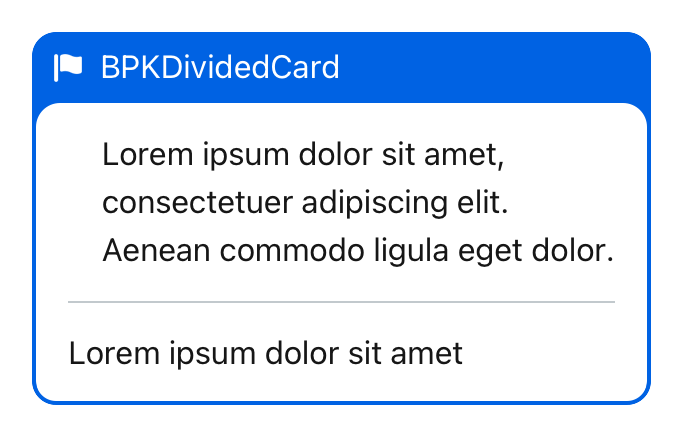 BPKDividedCard
Lorem ipsum dolor sit amet,
consectetuer adipiscing elit.
Aenean commodo ligula eget dolor.
Lorem ipsum dolor sit amet